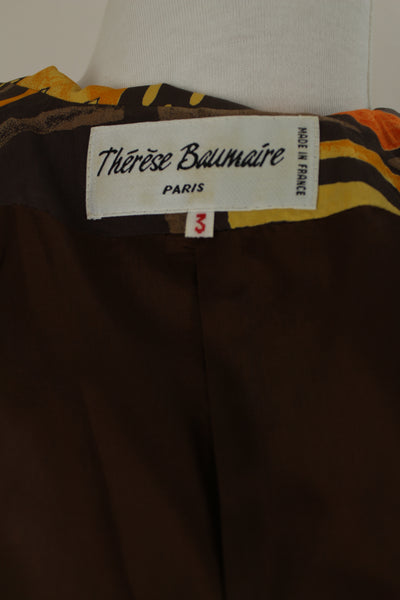 Thérèse Baumaire
PARIS
MADE IN FRANCE
3